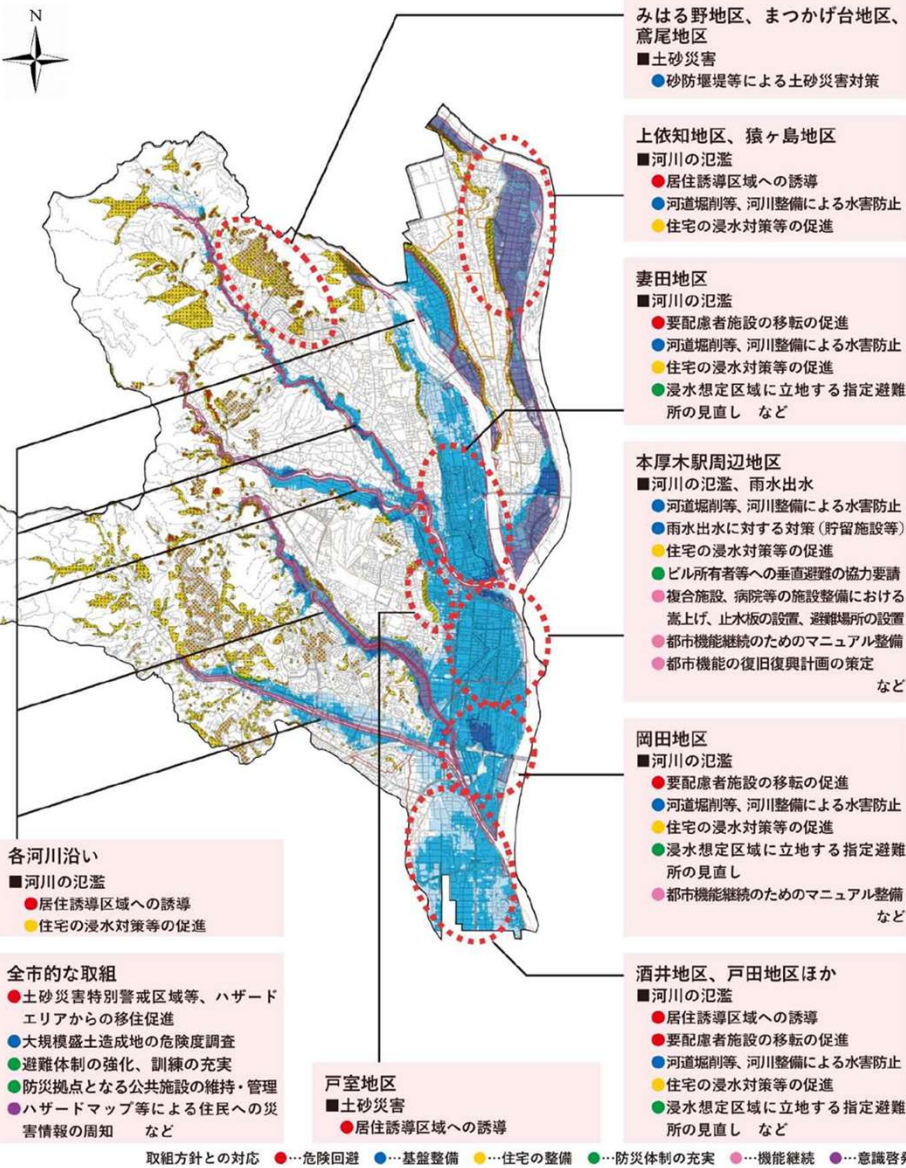 N
みはる野地区、まつかげ台地区、
鳶尾地区
■土砂災害
●砂防堰堤等による土砂災害対策
上依知地区、猿ヶ島地区
■河川の氾濫
●居住誘導区域への誘導
●河道掘削等、河川整備による水害防止
●住宅の浸水対策等の促進
妻田地区
■河川の氾濫
●要配慮者施設の移転の促進
●河道堀削等、河川整備による水害防止
●住宅の浸水対策等の促進
●浸水想定区域に立地する指定避難
所の見直し など
本厚木駅周辺地区
■河川の氾濫、雨水出水
●河道掘削等、河川整備による水害防止
●雨水出水に対する対策(貯留施設等)
●住宅の浸水対策等の促進
●ビル所有者等への垂直避難の協力要請
●複合施設、病院等の施設整備における
嵩上げ、止水板の設置、避難場所の設置
●都市機能継続のためのマニュアル整備
●都市機能の復旧復興計画の策定
など
岡田地区
■河川の氾濫
●要配慮者施設の移転の促進
●河道掘削等、河川整備による水害防止
●住宅の浸水対策等の促進
●浸水想定区域に立地する指定避難
所の見直し
●都市機能継続のためのマニュアル整備
など
酒井地区、戸田地区ほか
■河川の氾濫
●居住誘導区域への誘導
●要配慮者施設の移転の促進
●河道掘削等、河川整備による水害防止
●住宅の浸水対策等の促進
●浸水想定区域に立地する指定避難
所の見直し など
各河川沿い
■河川の氾濫
●居住誘導区域への誘導
●住宅の浸水対策等の促進
全市的な取組
●土砂災害特別警戒区域等、ハザード
エリアからの移住促進
●大規模盛土造成地の危険度調査
●避難体制の強化、訓練の充実
●防災拠点となる公共施設の維持・管理
●ハザードマップ等による住民への災
害情報の周知 など
戸室地区
■土砂災害
●居住誘導区域への誘導
取組方針との対応 ●…危険回避 ●…基盤整備 ●…住宅の整備 ●…防災体制の充実 ●…機能継続 ●…意識啓発